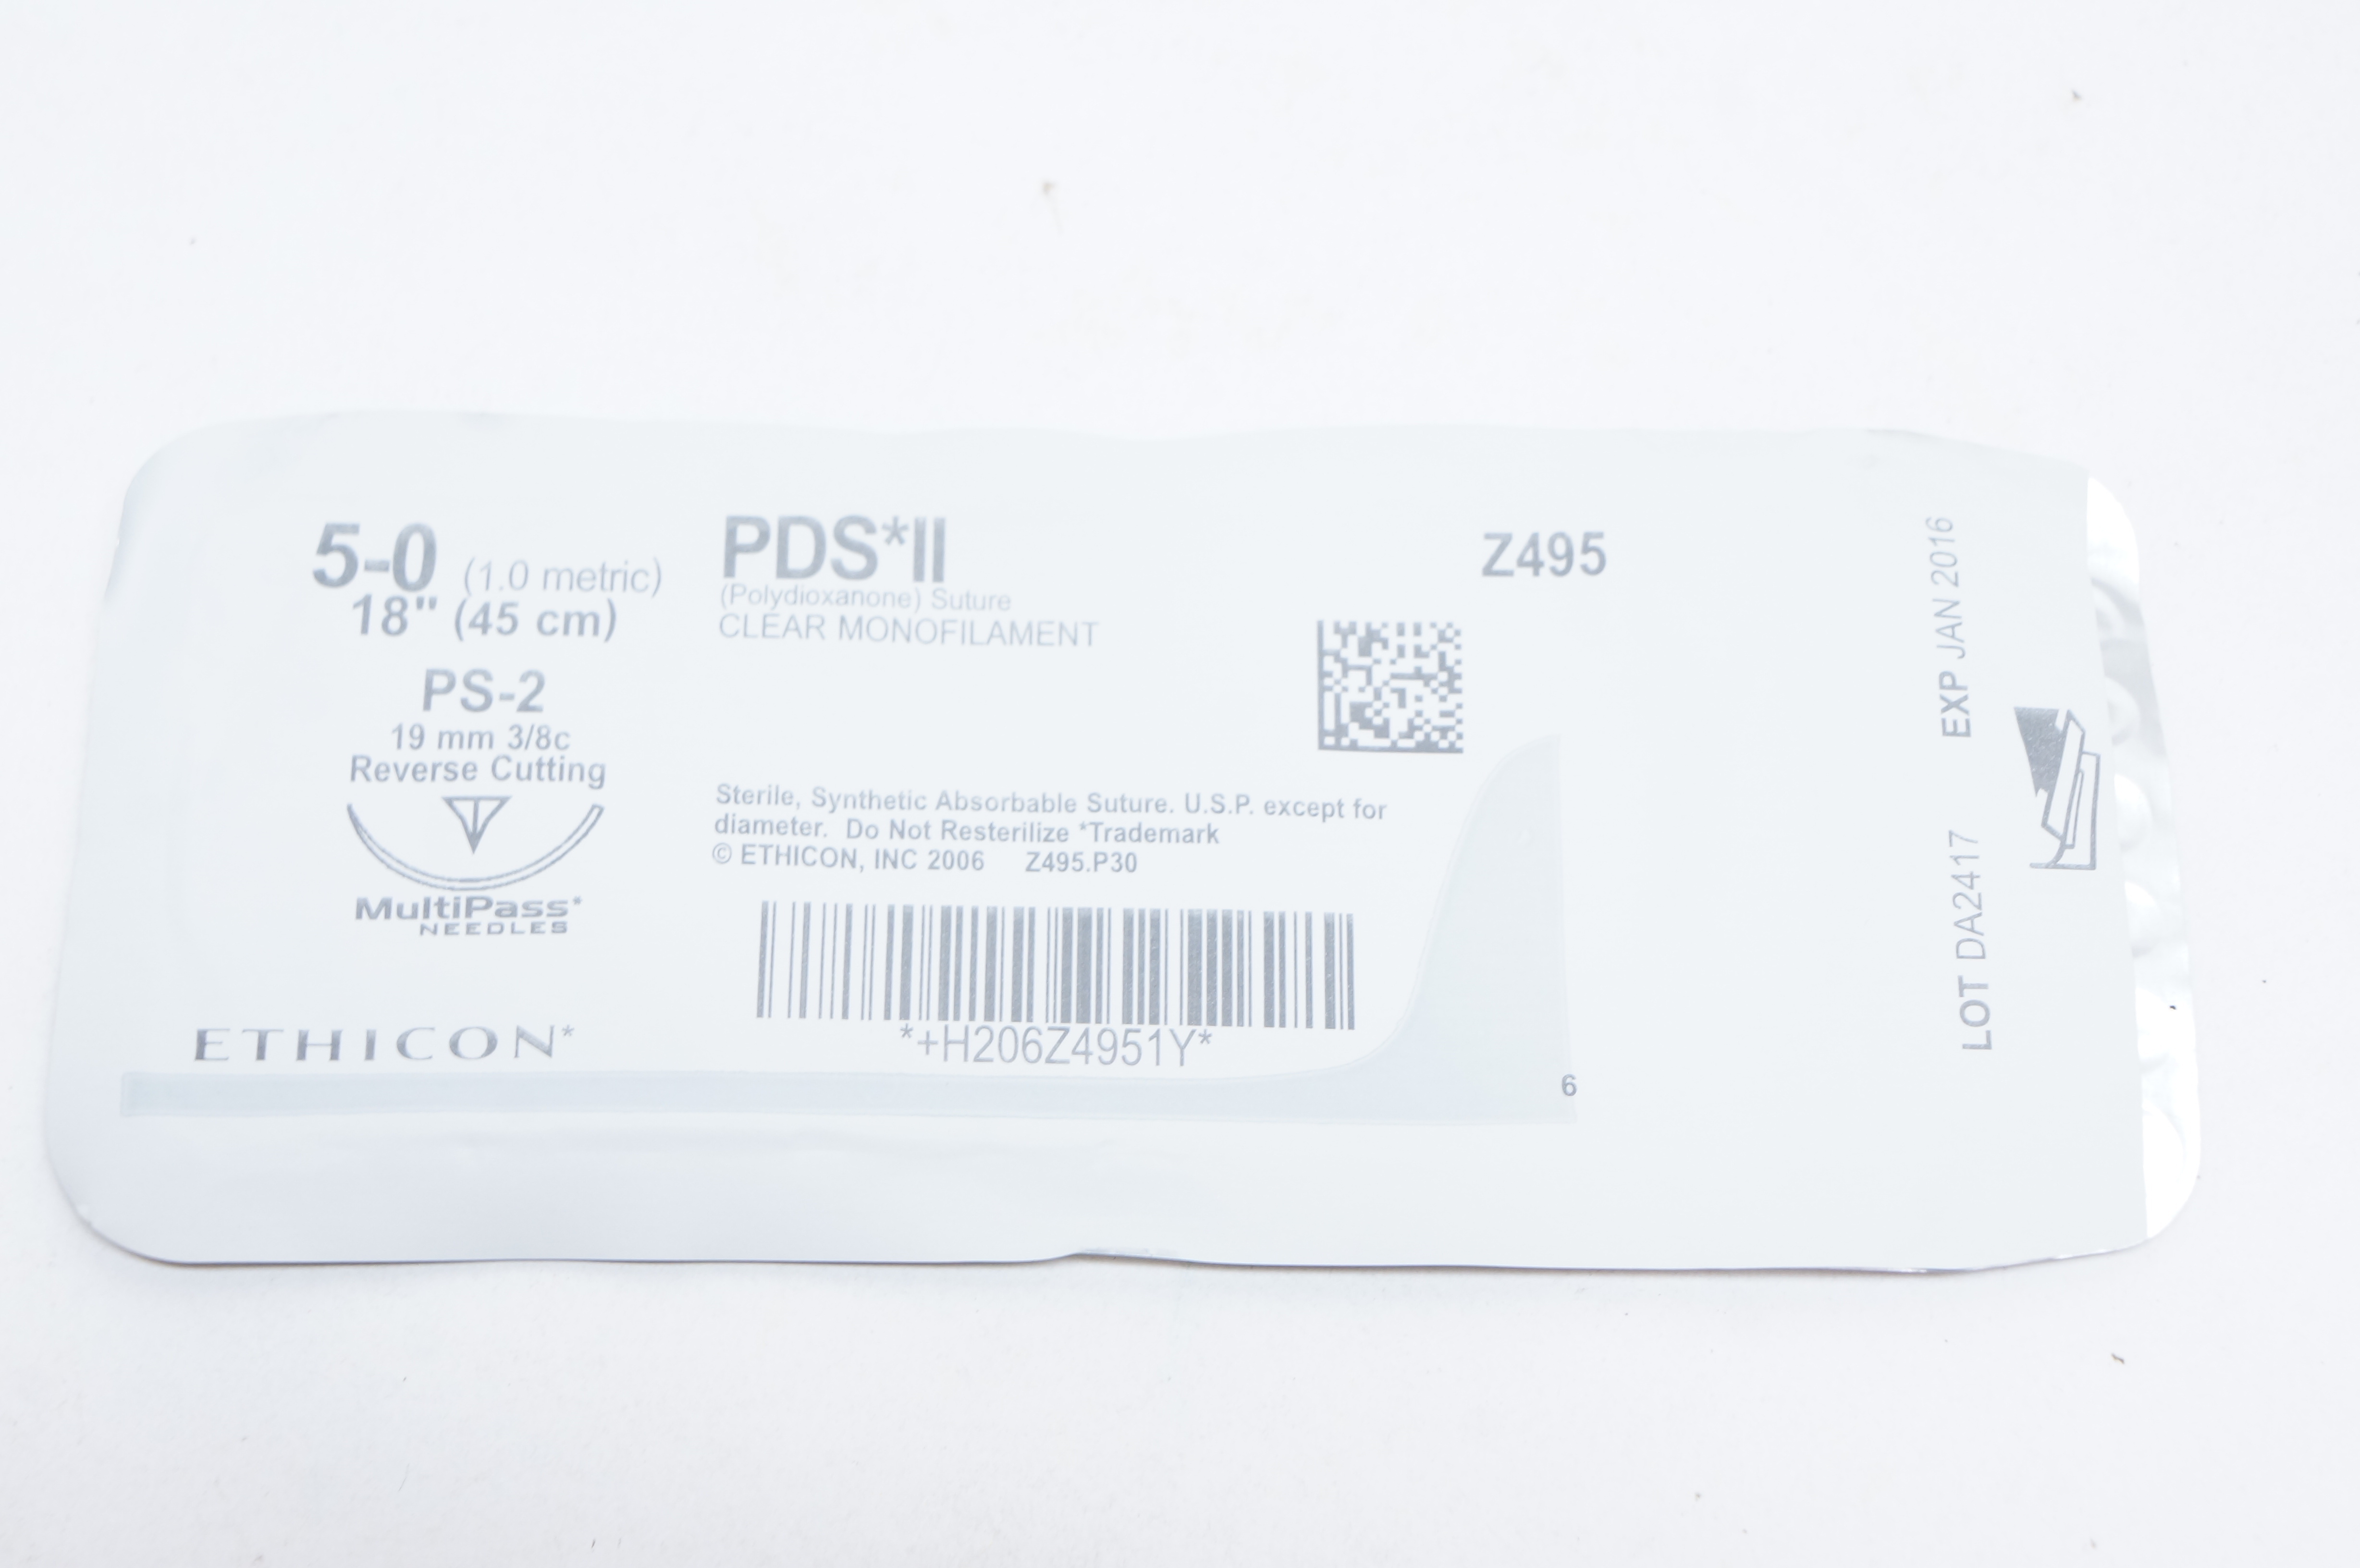 5-0 (1.0 metric)
18" (45 cm)
PS-2
19 mm 3/8c
Reverse Cutting
MultiPass*
NEEDLES
ETHICON*
PDS*II
(Polydioxanone) Suture
CLEAR MONOFILAMENT
Z495
Sterile, Synthetic Absorbable Suture. U.S.P. except for
diameter. Do Not Resterilize *Trademark
© ETHICON, INC 2006 Z495.P30
*+H206Z4951Y*
6
LOT DA2417 EXP JAN 2016